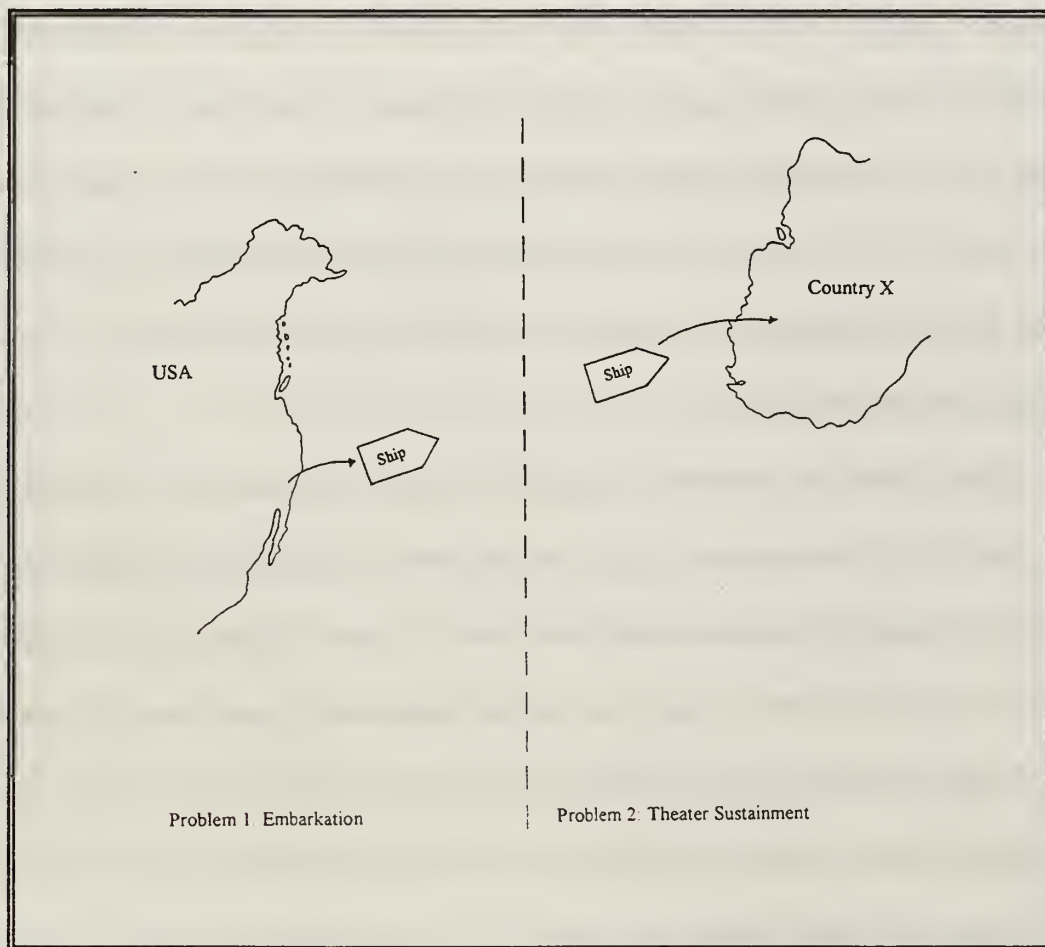 USA
Ship
Problem 1: Embarkation
Country X
Ship
Problem 2: Theater Sustainment